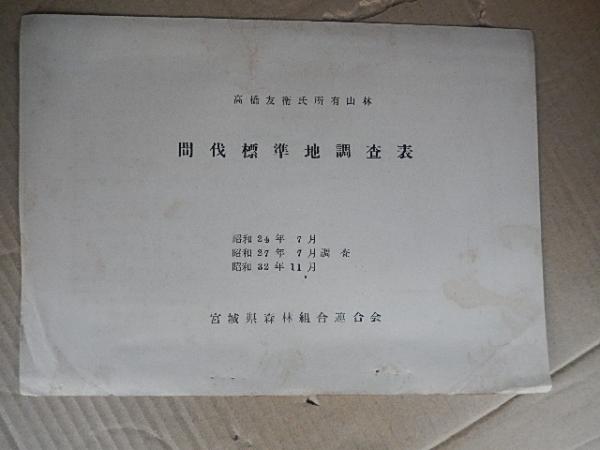 高橋友衛氏所有山林
間伐標準地調査表
昭和24年 7月
昭和27年 7月調査
昭和32年11月
宮城県森林組合連合会